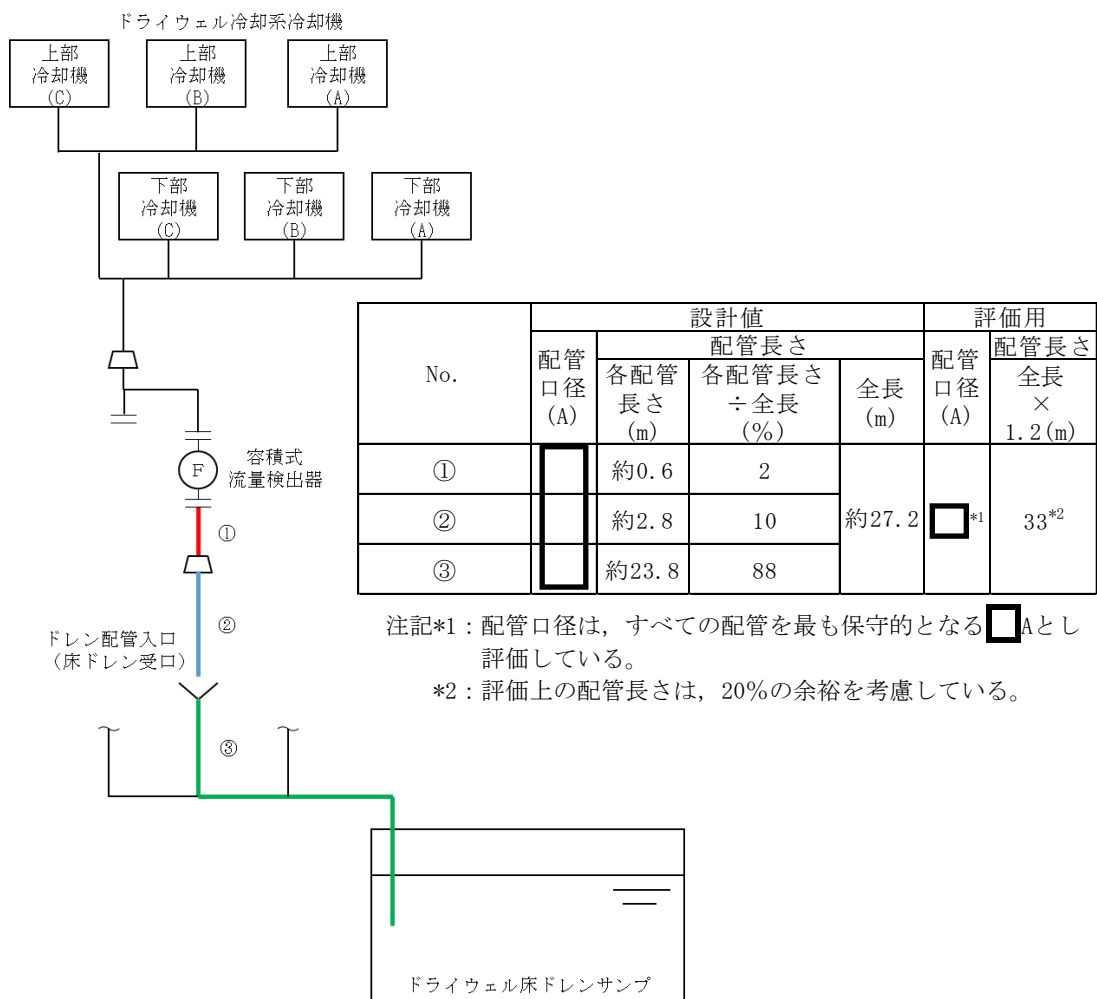 ドライウェル冷却系冷却機
上部
冷却機
(C)
上部
冷却機
(B)
上部
冷却機
(A)
下部
冷却機
(C)
下部
冷却機
(B)
下部
冷却機
(A)
F
容積式
流量検出器
①
②
ドレン配管入口
（床ドレン受口）
③
ドライウェル床ドレンサンプ
No.
設計値
評価用
配管
口径
(A)
配管長さ
配管
口径
(A)
配管長さ
各配管
長さ
(m)
各配管長さ
÷全長
(%)
全長
(m)
全長
×
1.2(m)
① 約0.6 2
② 約2.8 10 約27.2 *1 33*2
③ 約23.8 88
注記*1：配管口径は，すべての配管を最も保守的となる Aとし
評価している。
*2：評価上の配管長さは，20%の余裕を考慮している。